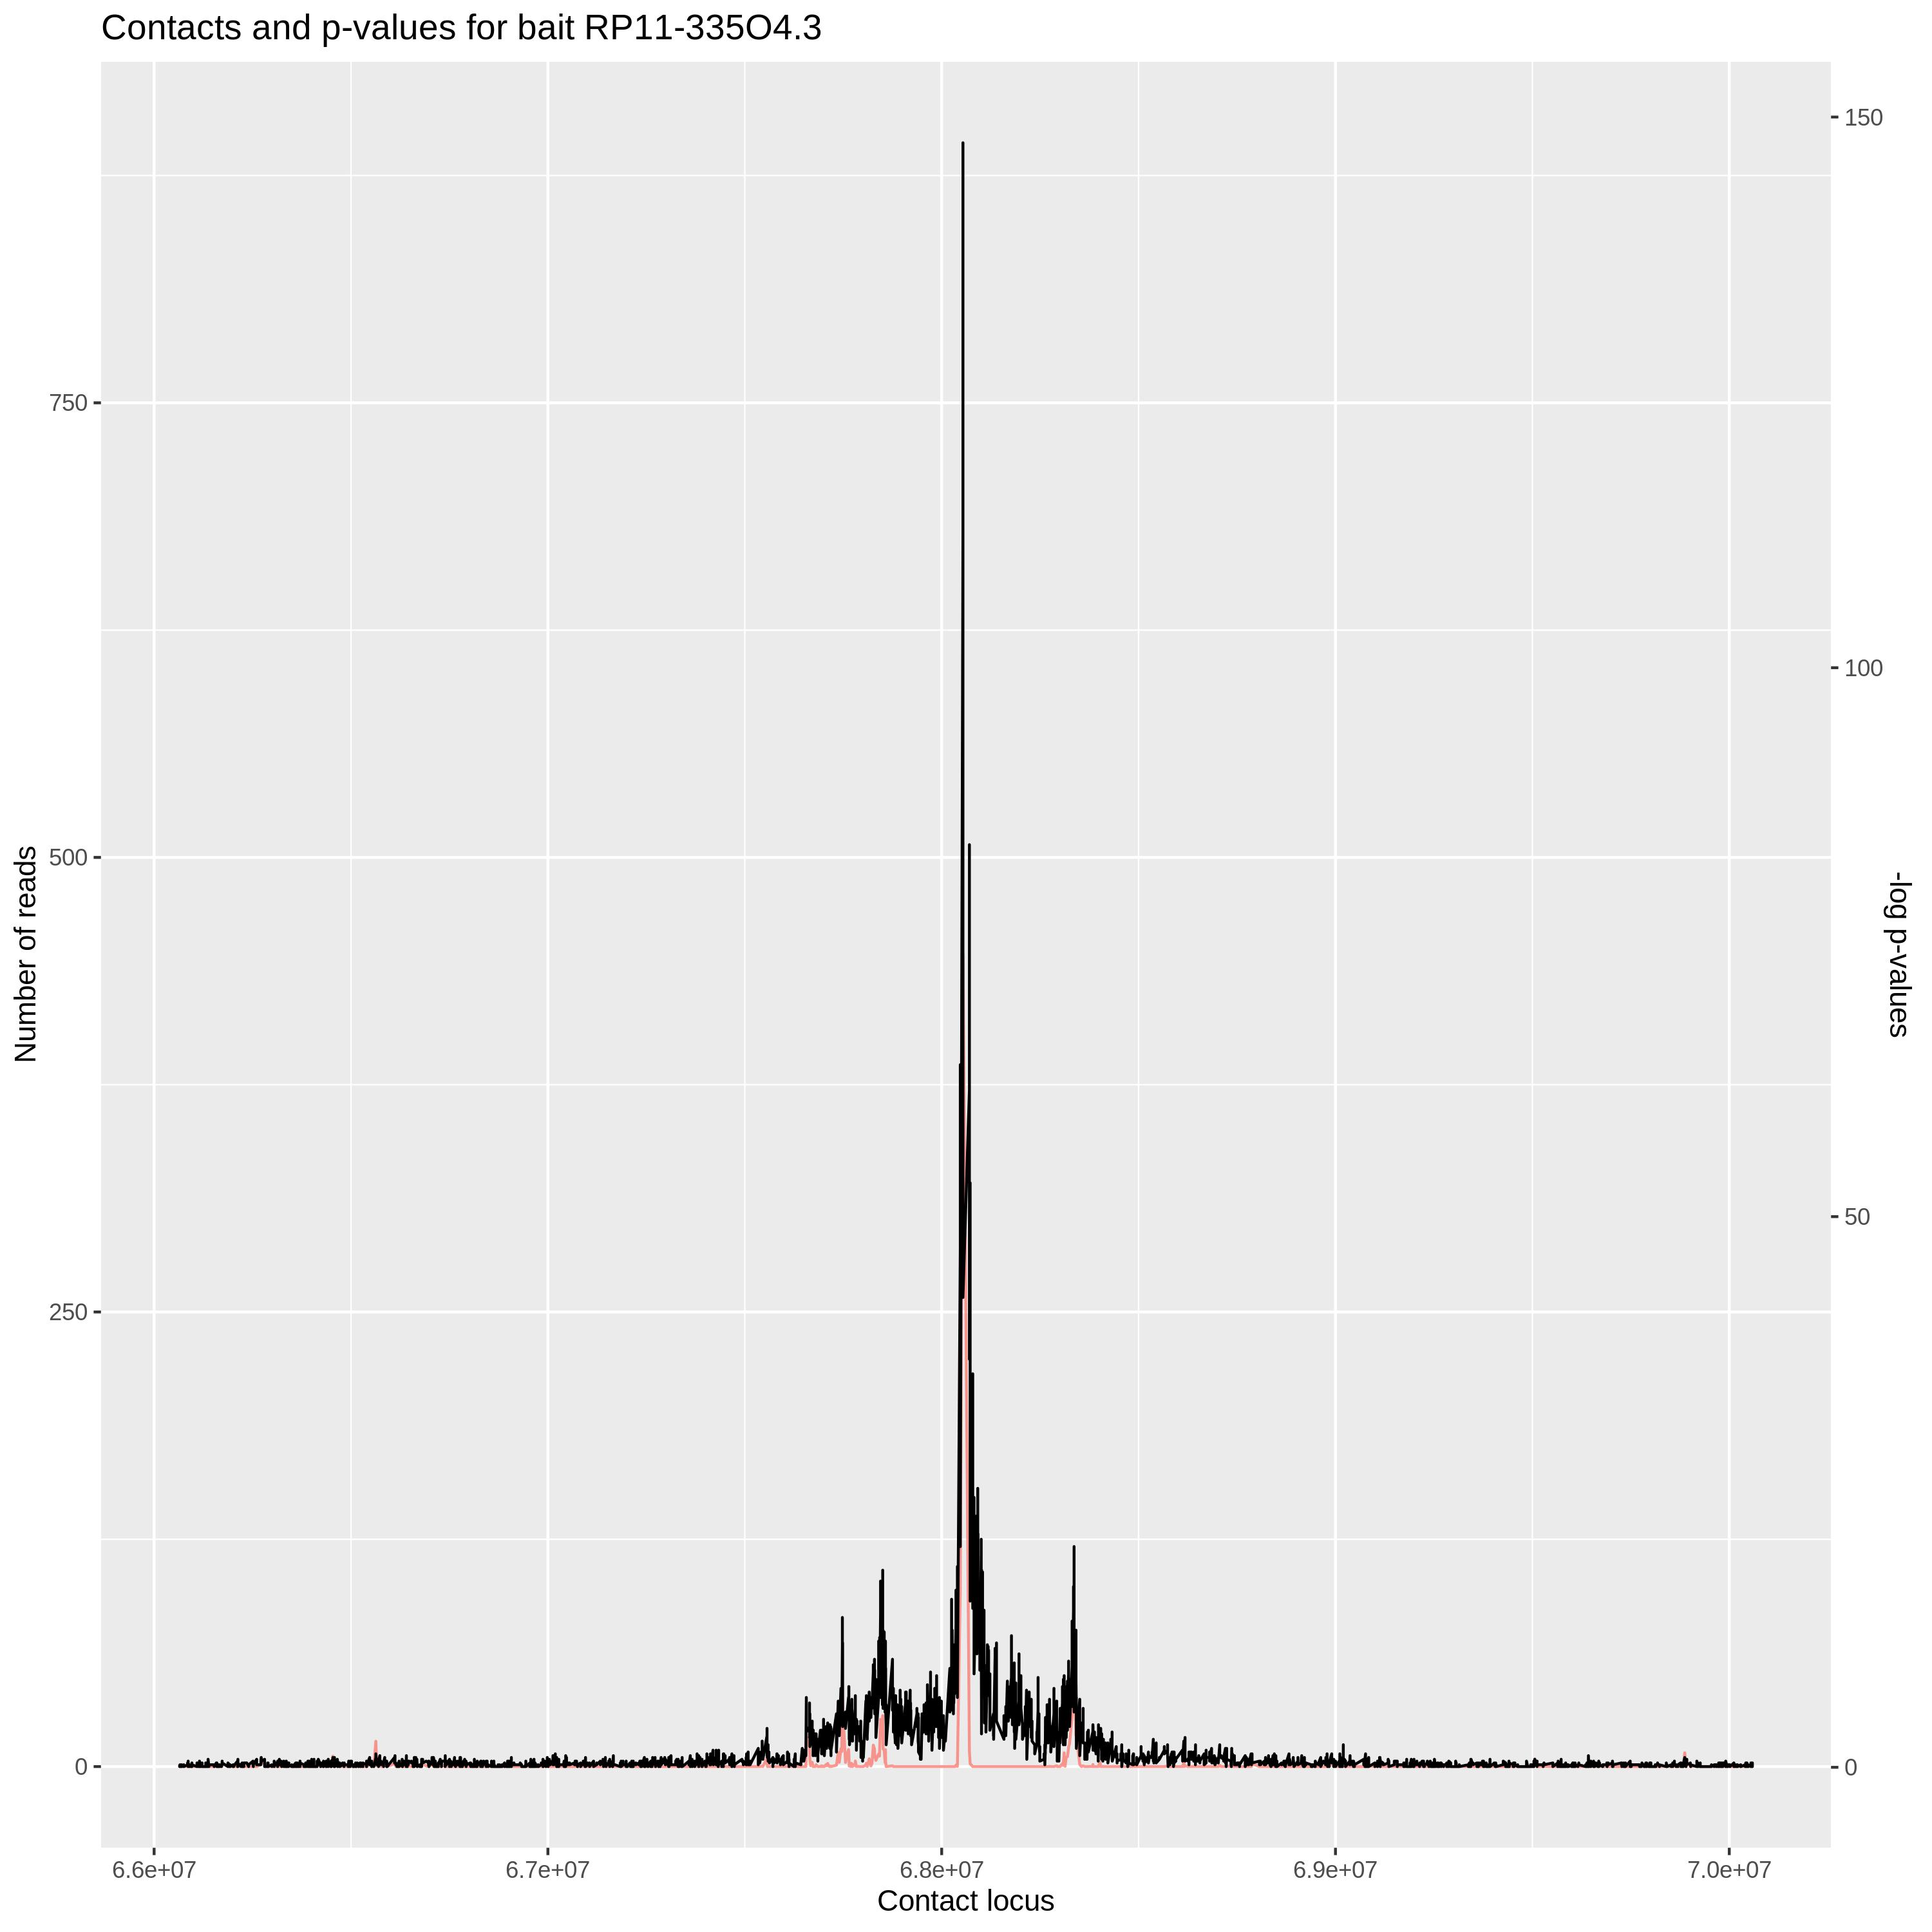 Contacts and p-values for bait RP11-335O4.3
150
750
100
Number of reads
500
-log p-values
50
250
0
0
6.6e+07
6.7e+07
6.8e+07
6.9e+07
7.0e+07
Contact locus